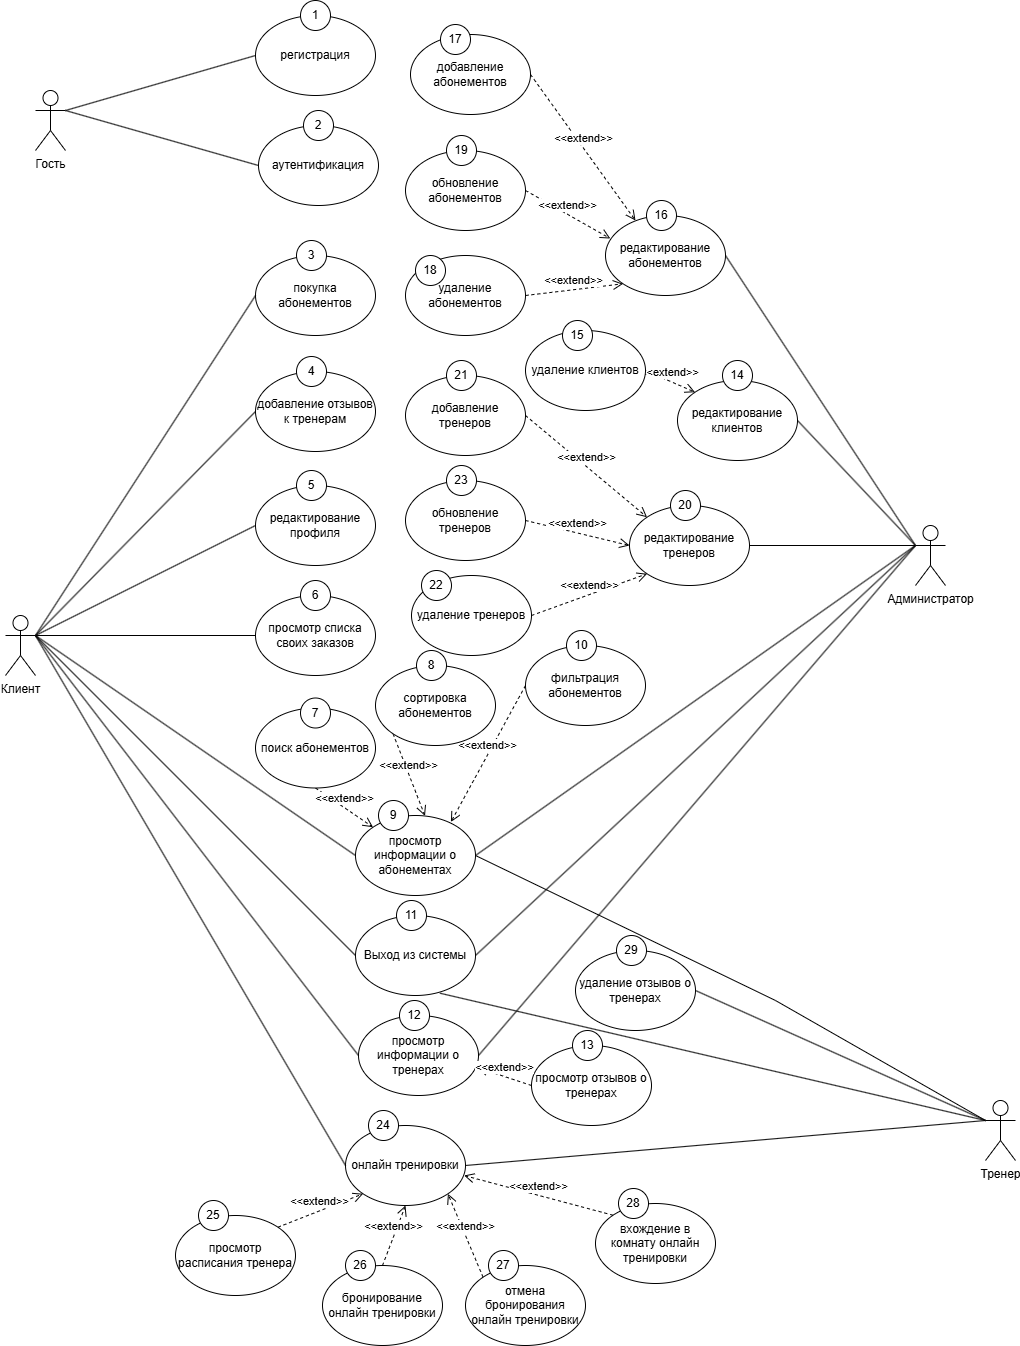 1
регистрация
17
добавление
абонементов
<<extend>>
2
аутентификация
Гость
19
обновление
абонементов
<<extend>>
16
редактирование
абонементов
3
покупка
абонементов
18
удаление
абонементов
<<extend>>
15
удаление клиентов
<extend>>
14
редактирование
клиентов
4
добавление отзывов
к тренерам
21
добавление
тренеров
<<extend>>
5
редактирование
профиля
23
обновление
тренеров
<<extend>>
20
редактирование
тренеров
Администратор
6
просмотр списка
своих заказов
22
удаление тренеров
<<extend>>
Клиент
8
сортировка
абонементов
<<extend>>
10
фильтрация
абонементов
<<extend>>
7
поиск абонементов
<<extend>>
9
просмотр
информации о
абонементах
11
Выход из системы
29
удаление отзывов о
тренерах
12
просмотр
информации о
тренерах
<<extend>>
13
просмотр отзывов о
тренерах
Тренер
24
онлайн тренировки
25
просмотр
расписания тренера
<<extend>>
26
бронирование
онлайн тренировки
<<extend>>
27
отмена
бронирования
онлайн тренировки
<<extend>>
28
вхождение в
комнату онлайн
тренировки
<<extend>>